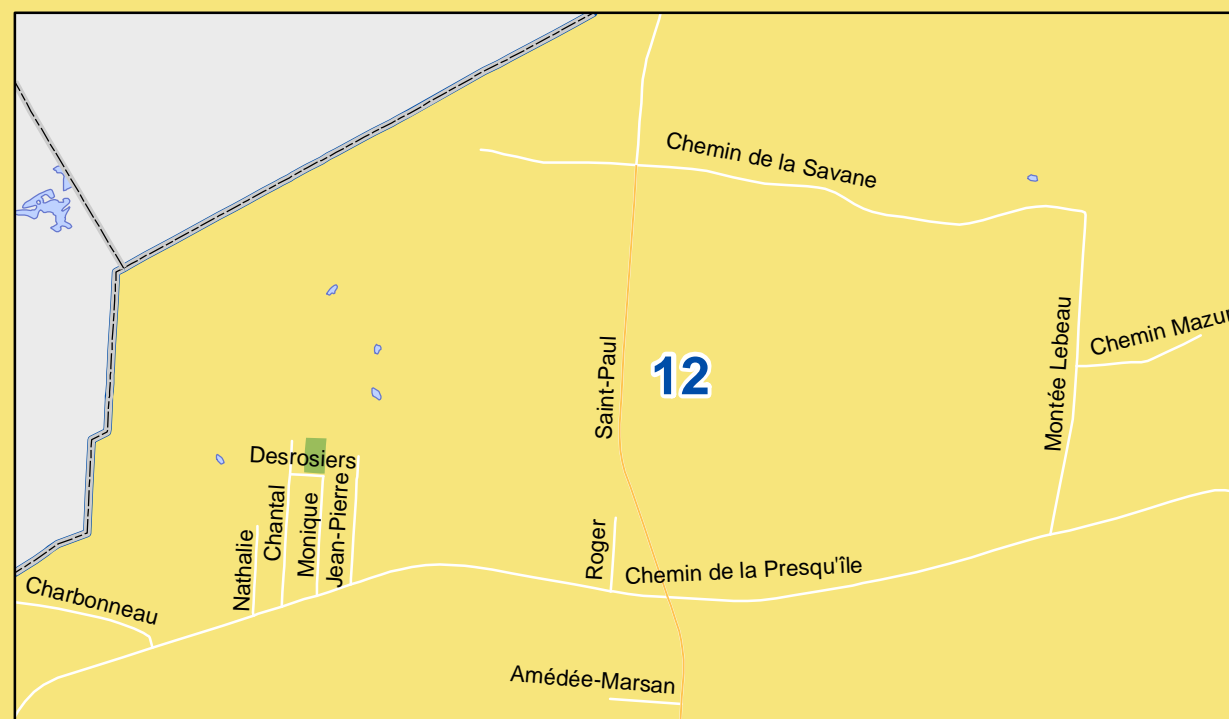 Chemin de la Savane
Chemin Mazur
Montée Lebeau
Saint-Paul
12
Desrosiers
Nathalie
Chantal
Monique
Jean-Pierre
Roger
Chemin de la Presqu'île
Charbonneau
Amédée-Marsan